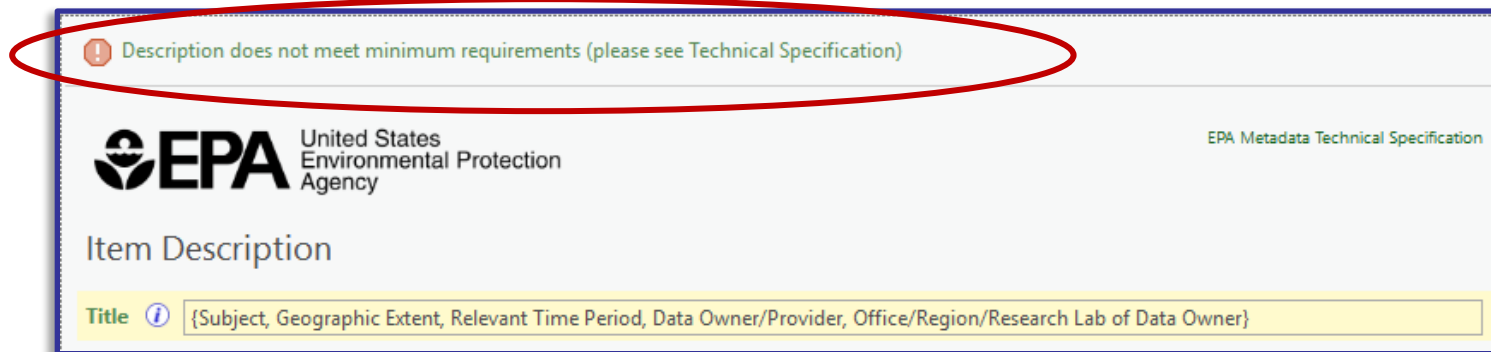 Description does not meet minimum requirements (please see Technical Specification)
EPA
United States
Environmental Protection
Agency
EPA Metadata Technical Specification
Item Description
Title
{Subject, Geographic Extent, Relevant Time Period, Data Owner/Provider, Office/Region/Research Lab of Data Owner}